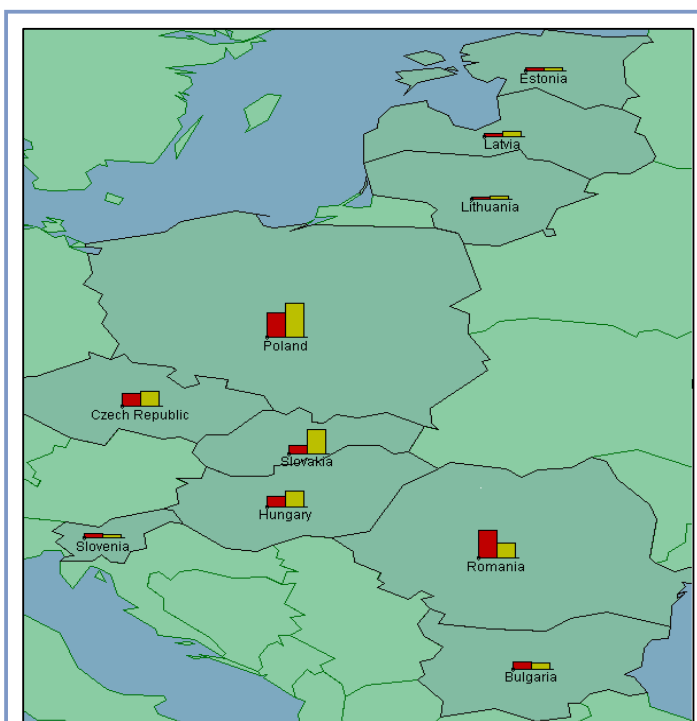 Estonia
Latvia
Lithuania
Poland
Czech Republic
Slovakia
Hungary
Slovenia
Romania
Bulgaria